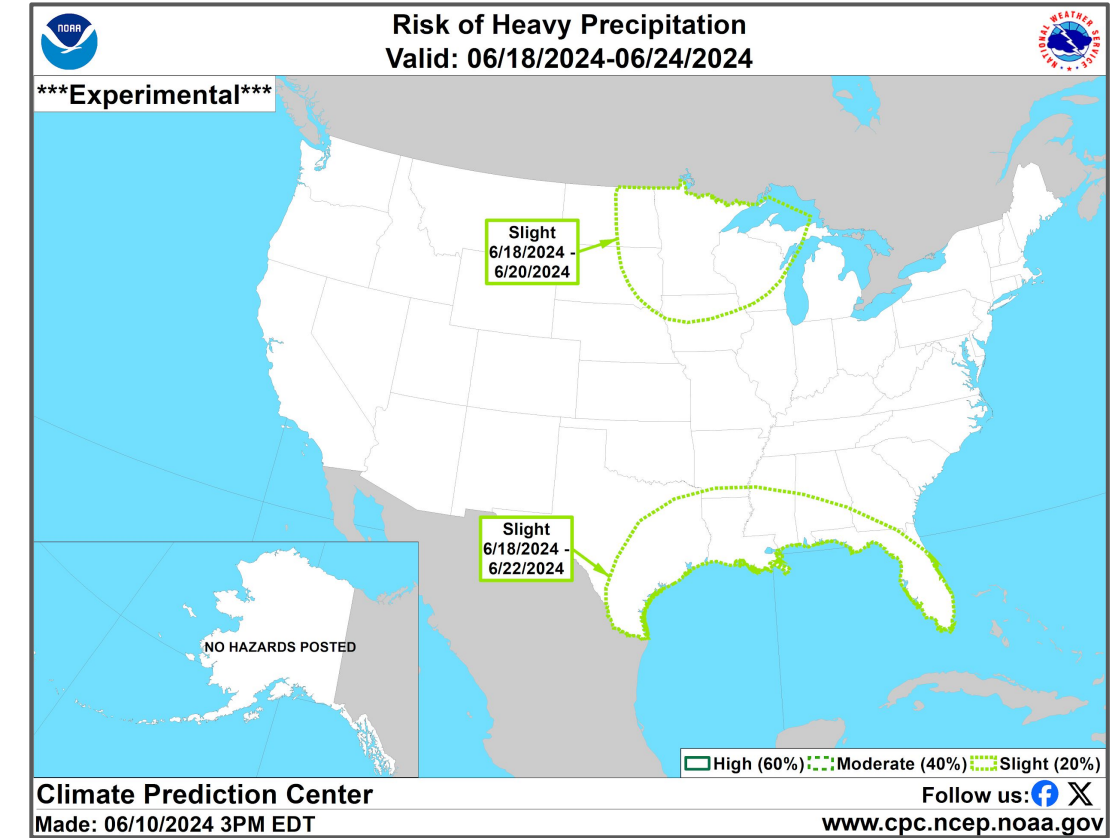 NOAA
Risk of Heavy Precipitation
Valid: 06/18/2024-06/24/2024
NATIONAL WEATHER SERVICE
***Experimental***
Slight
6/18/2024 -
6/20/2024
Slight
6/18/2024 -
6/22/2024
NO HAZARDS POSTED
High (60%) Moderate (40%) Slight (20%)
Climate Prediction Center
Follow us:
Made: 06/10/2024 3PM EDT
www.cpc.ncep.noaa.gov